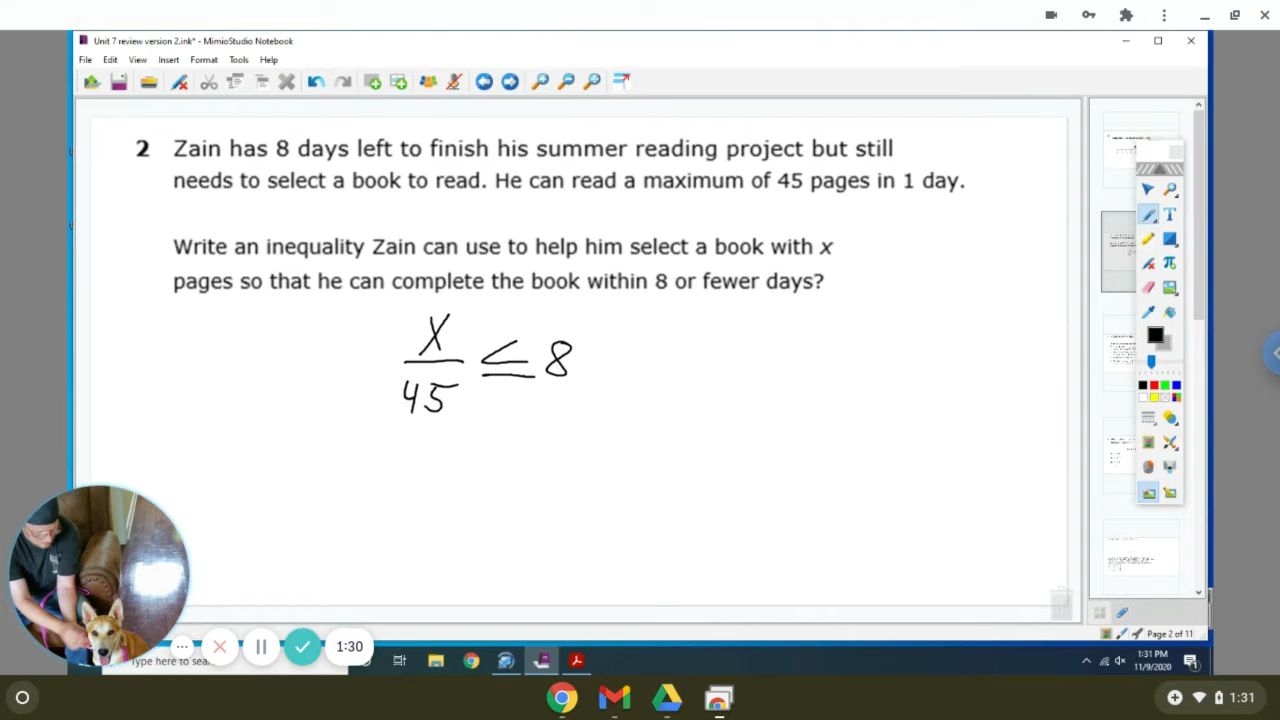 Unit 7 review version 2.ink* - MimioStudio Notebook
File Edit View Insert Format Tools Help
2 Zain has 8 days left to finish his summer reading project but still
needs to select a book to read. He can read a maximum of 45 pages in 1 day.
Write an inequality Zain can use to help him select a book with x
pages so that he can complete the book within 8 or fewer days?
x
≤ 8
45
1:30
Type here to sea
Page 2 of 11
1:31 PM
11/9/2020
1:31